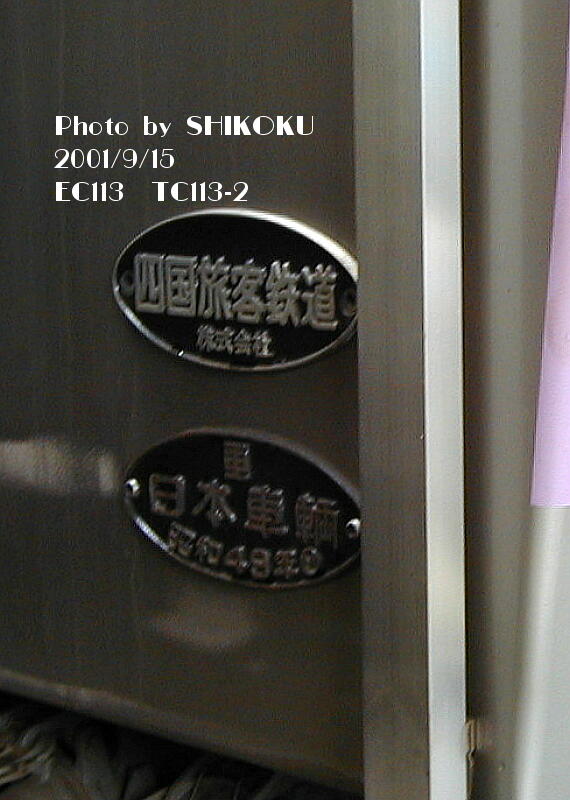 Photo by SHIKOKU
2001/9/15
EC113 TC113-2
四国旅客鉄道
株式会社
日本車輌
昭和48年